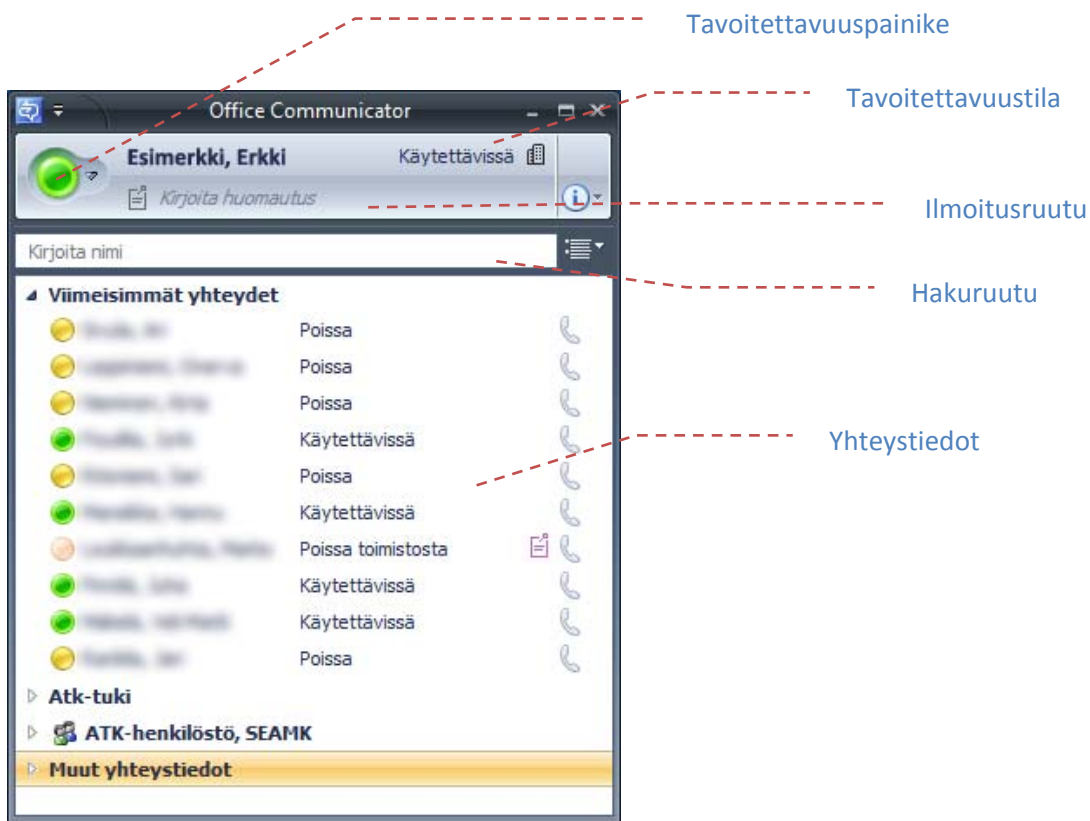 Tavoitettavuuspainike
Tavoitettavuustila
Office Communicator
Esimerkki, Erkki Käytettävissä
Kirjoita huomautus
Ilmoitusruutu
Kirjoita nimi
Hakuruutu
Viimeisimmät yhteydet
Poissa
Poissa
Poissa
Käytettävissä
Yhteystiedot
Poissa
Käytettävissä
Poissa toimistosta
Käytettävissä
Käytettävissä
Poissa
Atk-tuki
ATK-henkilöstö, SEAMK
Muut yhteystiedot